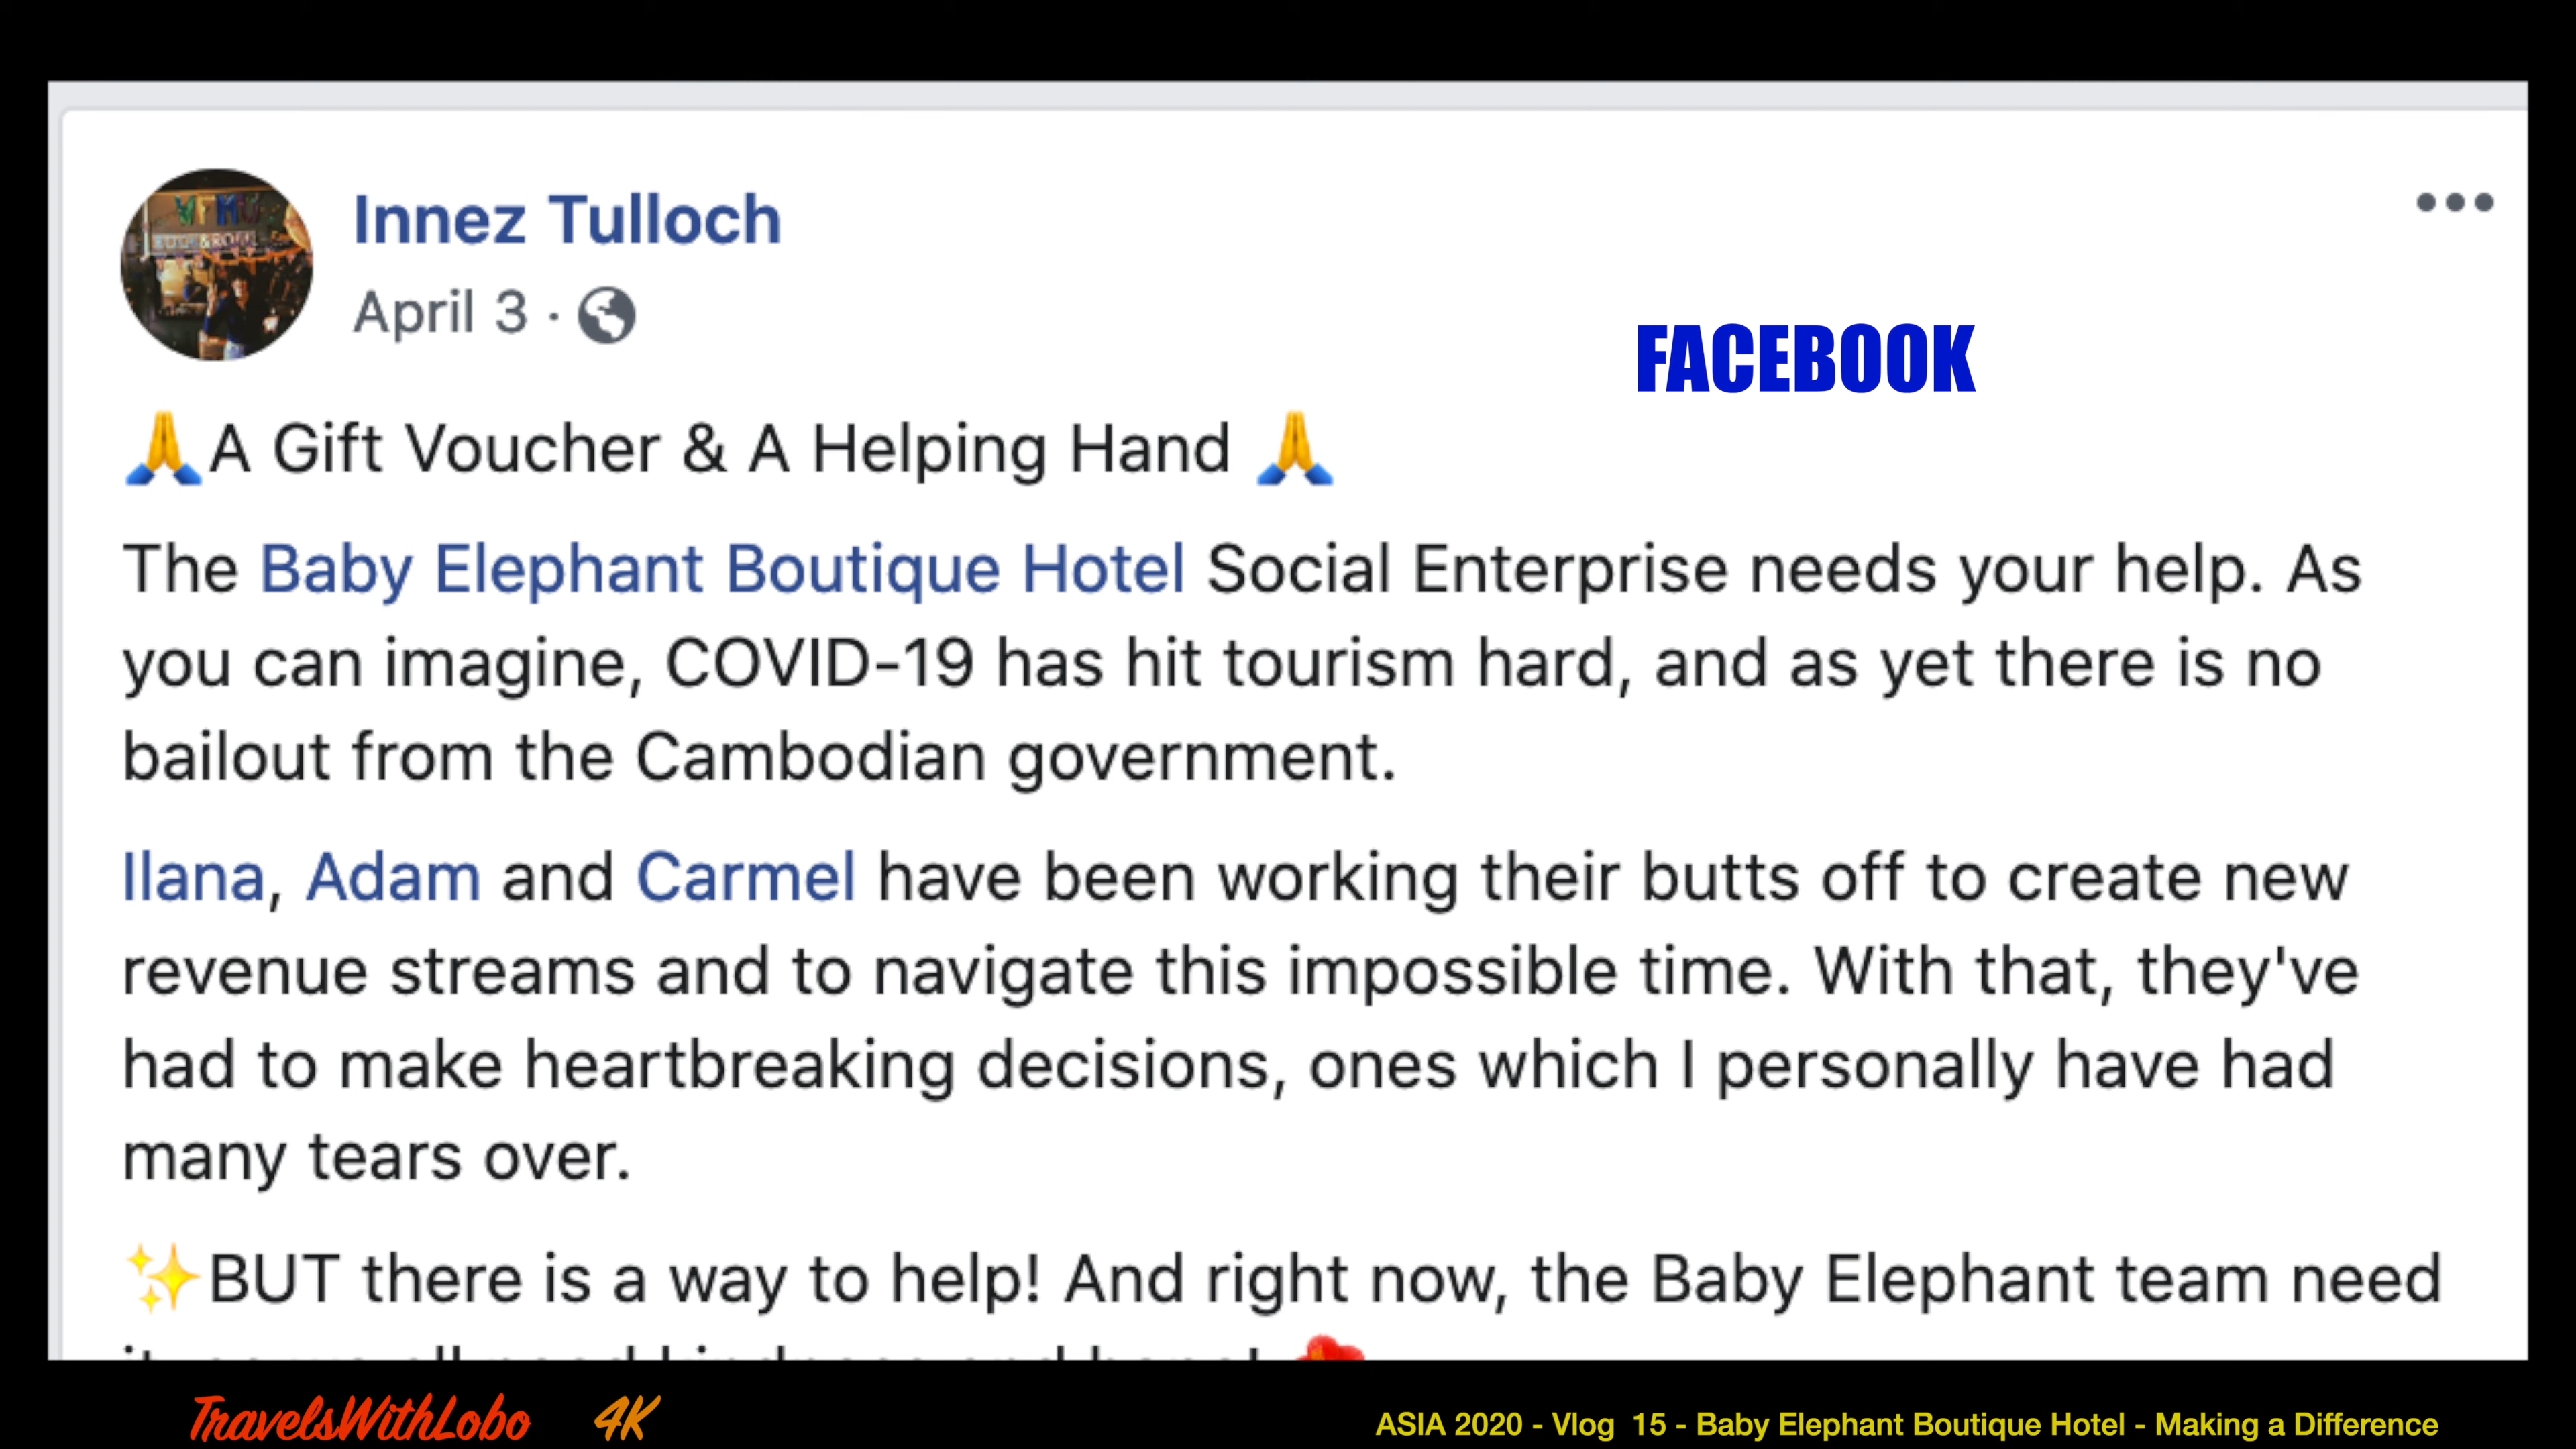 Innez Tulloch
April 3 ·
FACEBOOK
🙏A Gift Voucher & A Helping Hand 🙏
The Baby Elephant Boutique Hotel Social Enterprise needs your help. As
you can imagine, COVID-19 has hit tourism hard, and as yet there is no
bailout from the Cambodian government.
Ilana, Adam and Carmel have been working their butts off to create new
revenue streams and to navigate this impossible time. With that, they've
had to make heartbreaking decisions, ones which I personally have had
many tears over.
✨BUT there is a way to help! And right now, the Baby Elephant team need
TravelsWithLobo 4K
ASIA 2020 - Vlog 15 - Baby Elephant Boutique Hotel - Making a Difference